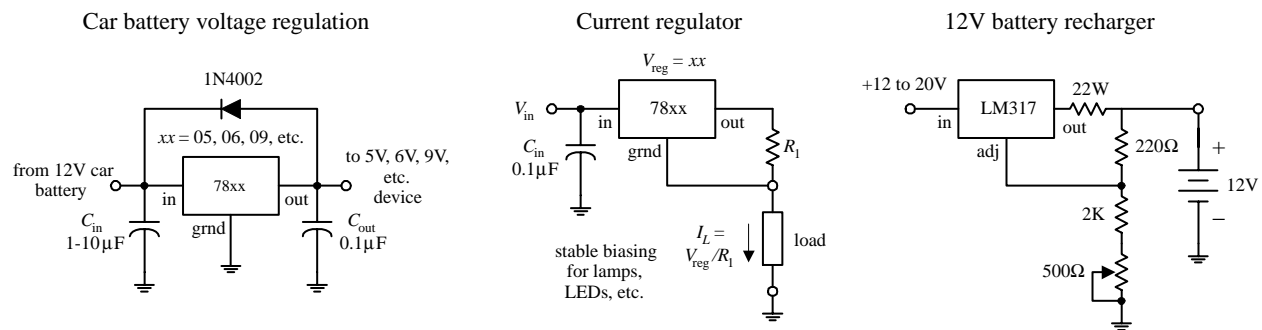 Car battery voltage regulation
1N4002
xx = 05, 06, 09, etc.
from 12V car
battery
in
78xx
out
grnd
to 5V, 6V, 9V,
etc.
device
Cin
1-10μF
Cout
0.1μF
Current regulator
Vreg = xx
Vin
in
78xx
out
grnd
Cin
0.1μF
R1
stable biasing
for lamps,
LEDs, etc.
IL =
Vreg/R1
load
12V battery recharger
+12 to 20V
in
LM317
out
adj
22W
220Ω
2K
500Ω
+
12V
−